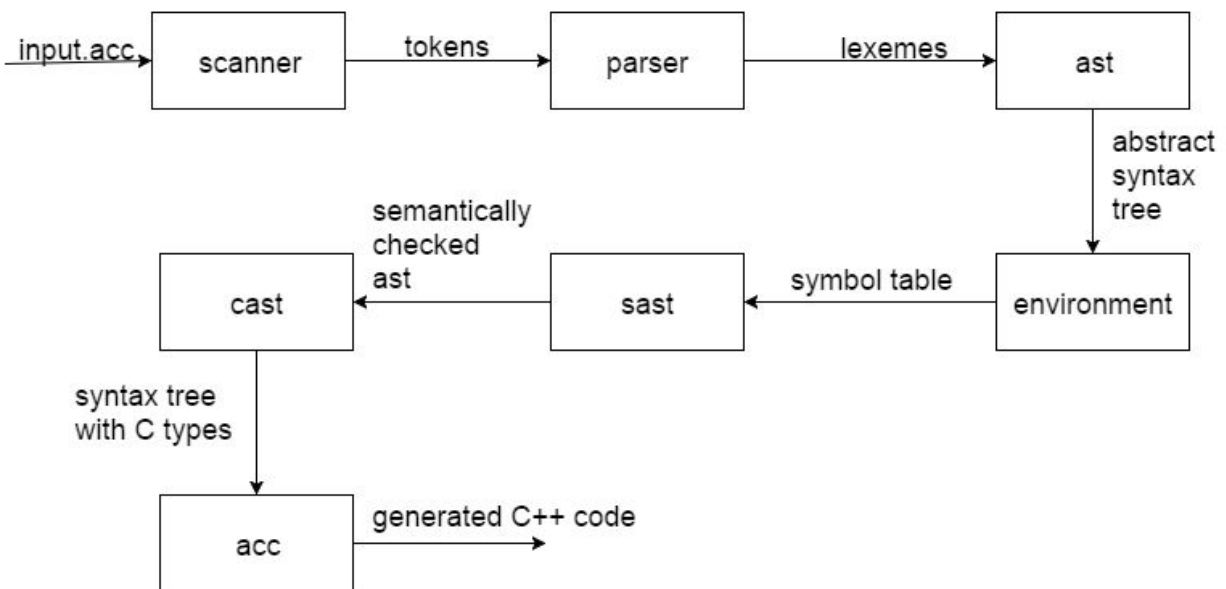 input.acc
scanner
tokens
parser
lexemes
ast
abstract
syntax
tree
environment
symbol table
sast
semantically
checked
ast
cast
syntax tree
with C types
acc
generated C++ code